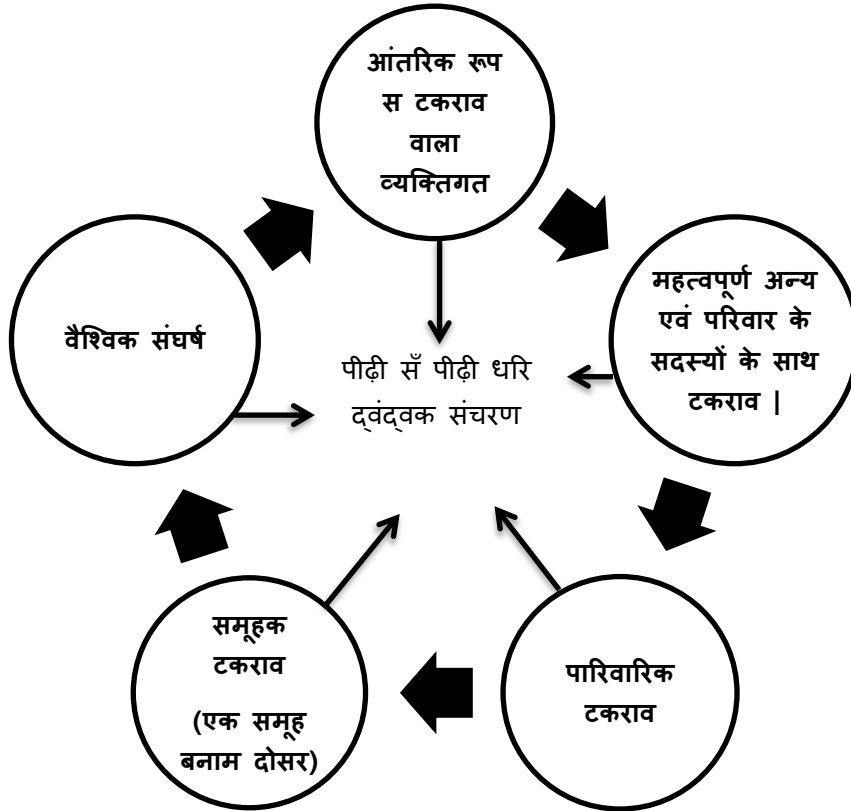 आंतरिक रूप
स टकराव
वाला
व्यक्तिगत
महत्वपूर्ण अन्य
एवं परिवार के
सदस्यों के साथ
टकराव |
वैश्विक संघर्ष
पीढ़ी सँ पीढ़ी धरि
द्वंद्वक संचरण
समूहक
टकराव
(एक समूह
बनाम दोसर)
पारिवारिक
टकराव